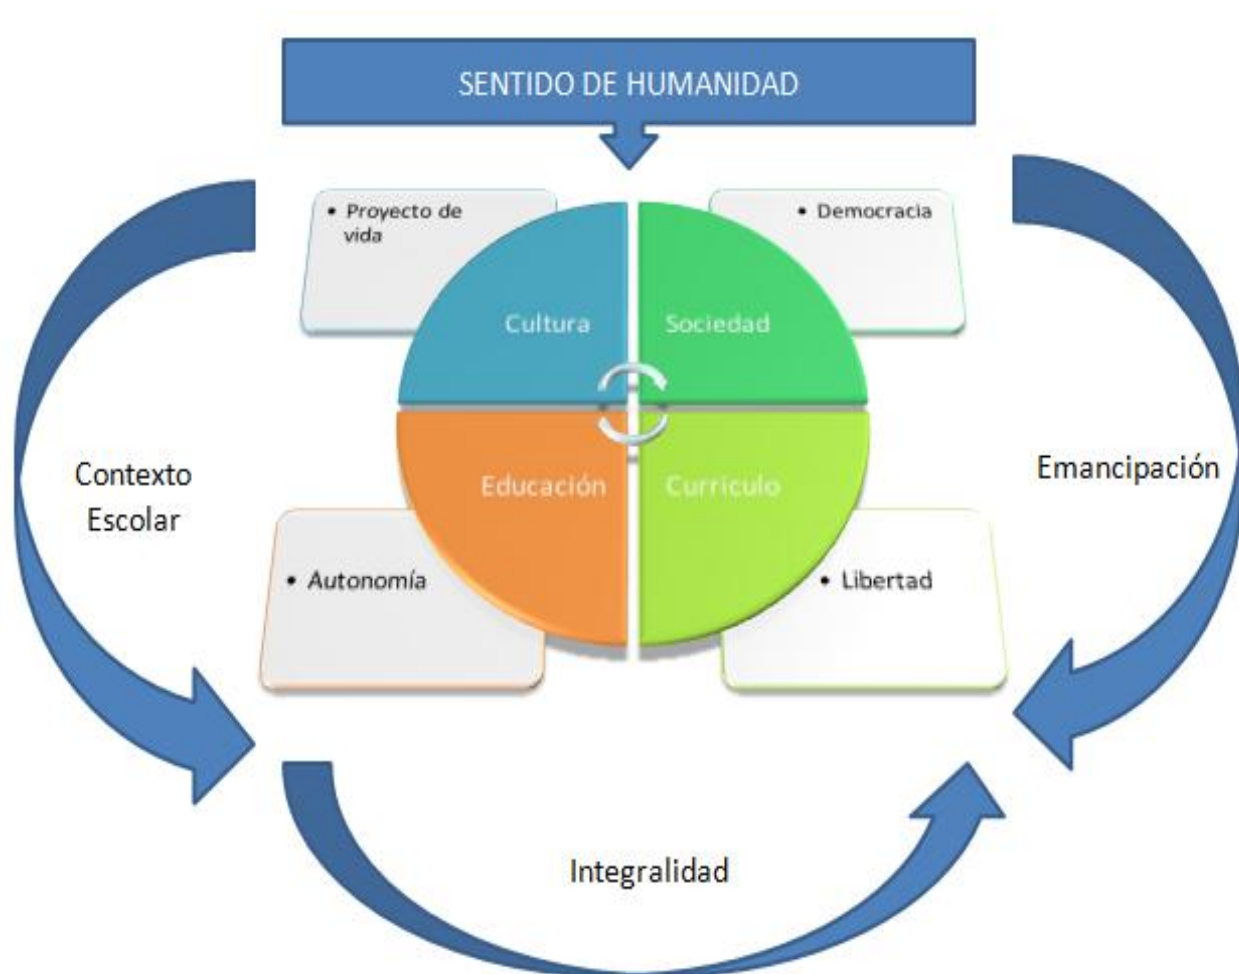 SENTIDO DE HUMANIDAD
• Proyecto de
vida
• Democracia
Cultura
Sociedad
Contexto
Escolar
Emancipación
Educación
Currículo
• Autonomía
• Libertad
Integralidad